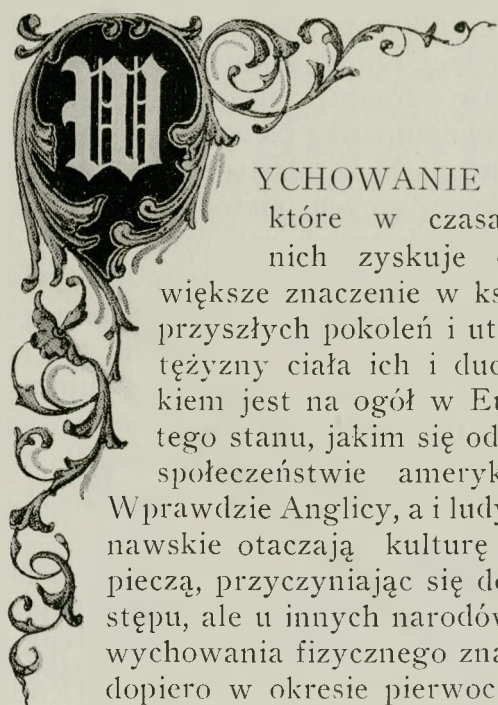 WYCHOWANIE
które w czasa
nich zyskuje
większe znaczenie w ks
przyszłych pokoleń i ut
tężyzny ciała ich i duc
kiem jest na ogół w Eu
tego stanu, jakim się od
społeczeństwie ameryk
Wprawdzie Anglicy, a i ludy
nawskie otaczają kulturę
pieczą, przyczyniając się do
stępu, ale u innych narodów
wychowania fizycznego zna
dopiero w okresie pierwoc